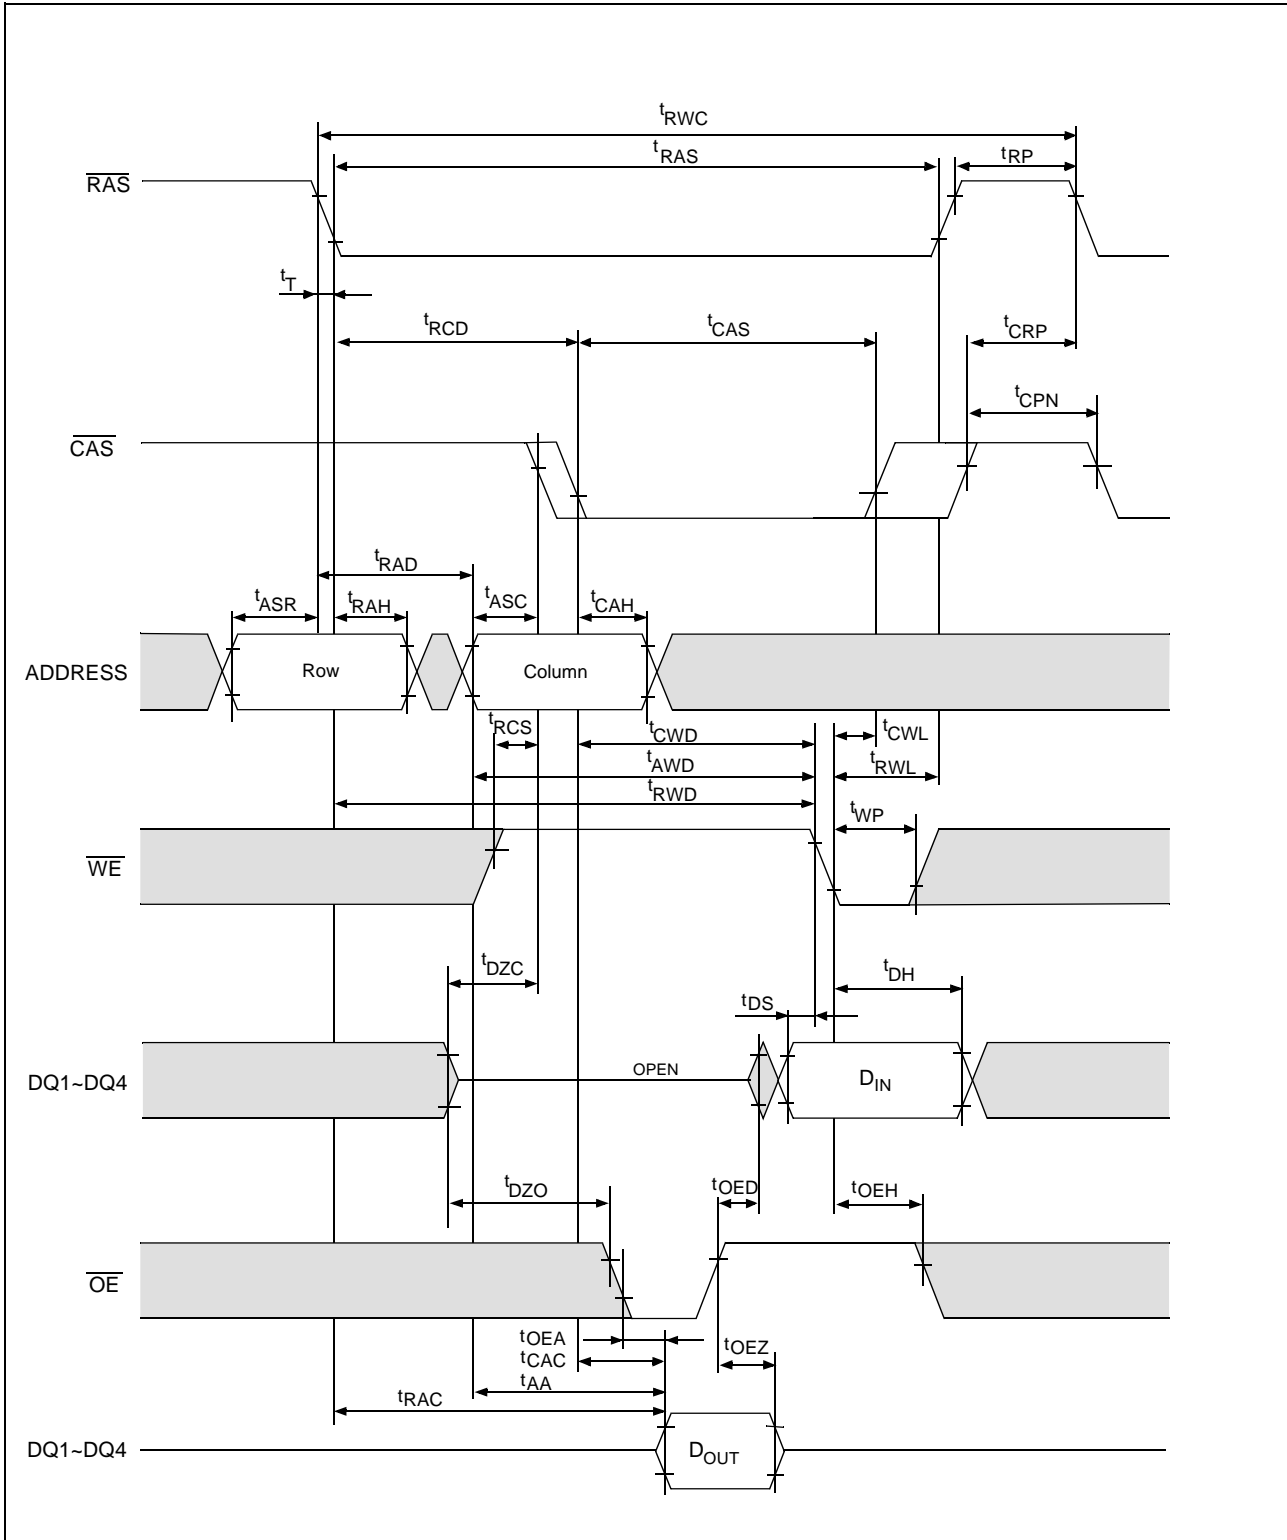 tRWC
tRAS
tRP
RAS
tT
tRCD
tCAS
tCRP
tCPN
CAS
tRAD
tASR
tRAH
tASC
tCAH
ADDRESS
Row
Column
tRCS
tCWD
tCWL
tAWD
tRWL
tRWD
tWP
WE
tDZC
tDH
tDS
DQ1~DQ4
OPEN
DIN
tDZO
tOED
tOEH
OE
tOEA
tOEZ
tCAC
tAA
tRAC
DQ1~DQ4
DOUT